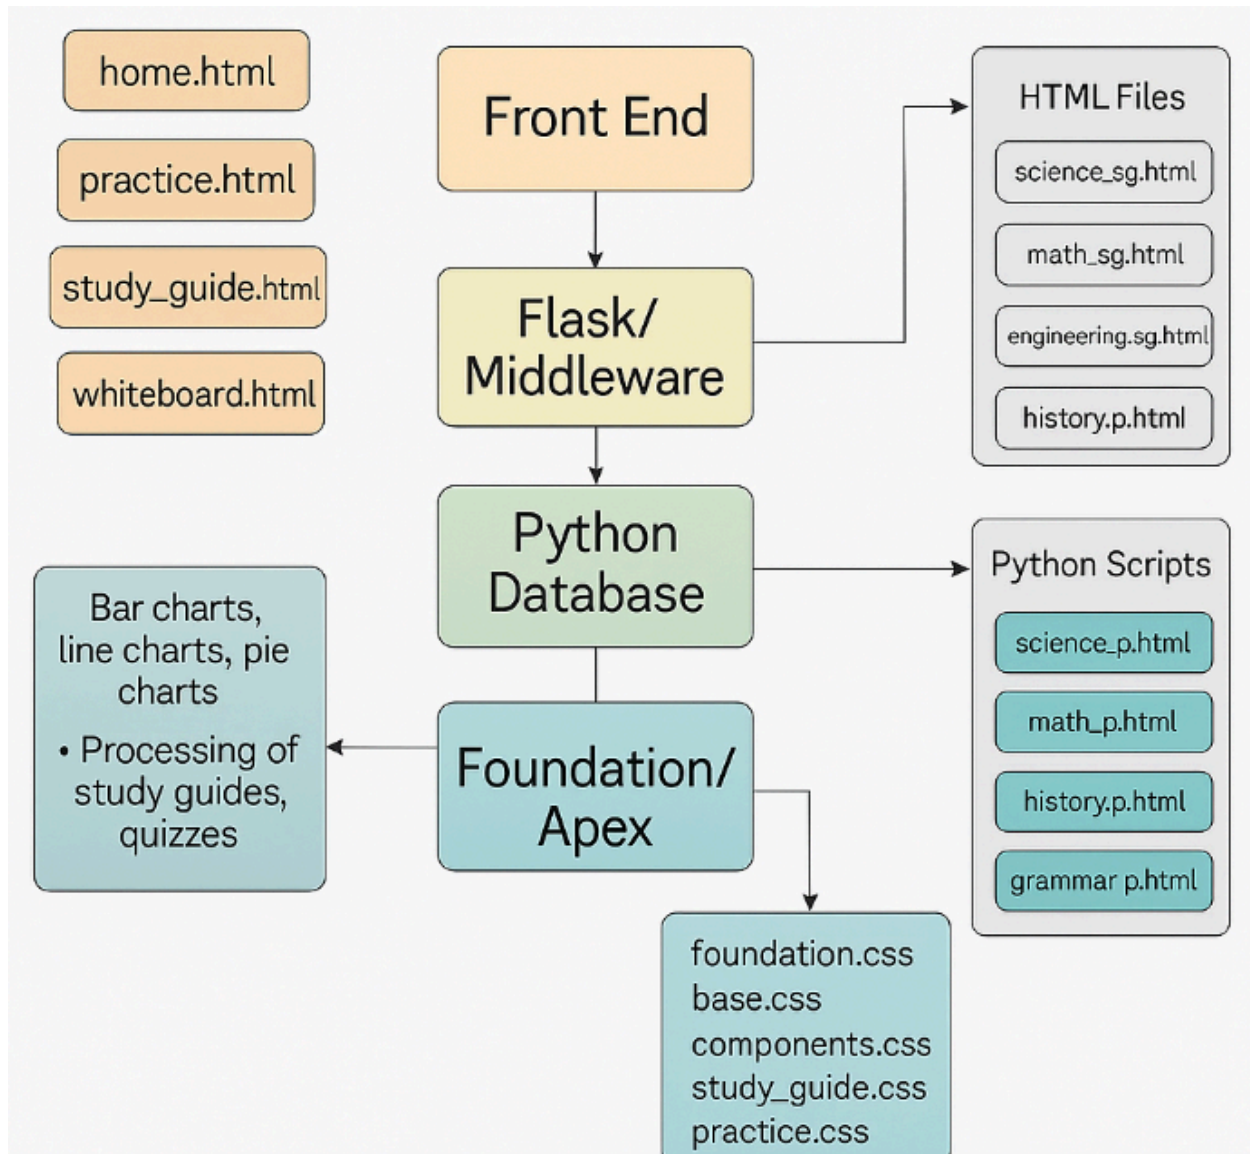 home.html
practice.html
study_guide.html
whiteboard.html
Front End
Flask/
Middleware
Python
Database
Foundation/
Apex
HTML Files
science_sg.html
math_sg.html
engineering.sg.html
history.p.html
Python Scripts
science_p.html
math_p.html
history.p.html
grammar p.html
Bar charts,
line charts, pie
charts
• Processing of
study guides,
quizzes
foundation.css
base.css
components.css
study_guide.css
practice.css